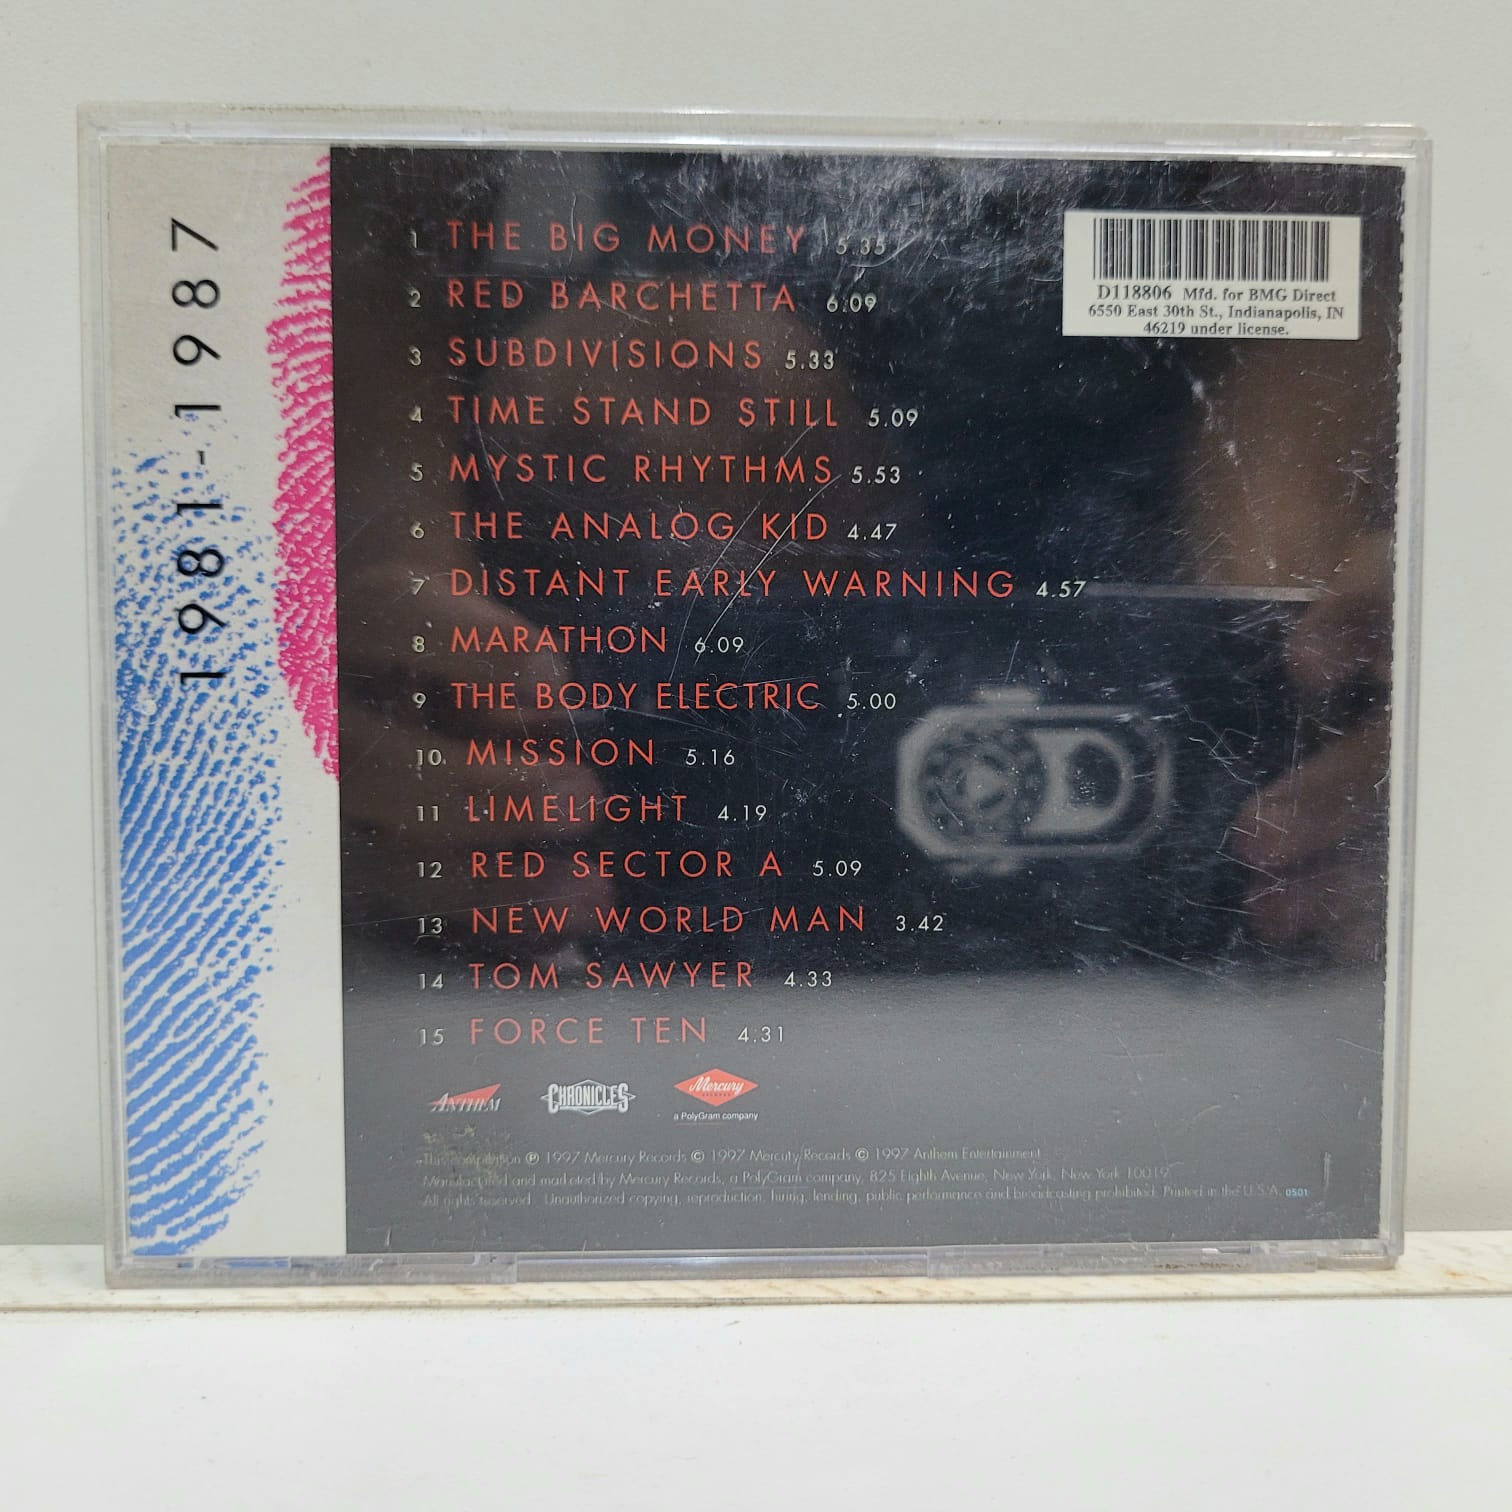 1981-1987
1 THE BIG MONEY 5.35
2 RED BARCHETTA 6.09
3 SUBDIVISIONS 5.33
4 TIME STAND STILL 5.09
5 MYSTIC RHYTHMS 5.53
6 THE ANALOG KID 4.47
7 DISTANT EARLY WARNING 4.57
8 MARATHON 6.09
9 THE BODY ELECTRIC 5.00
10 MISSION 5.16
11 LIMELIGHT 4.19
12 RED SECTOR A 5.09
13 NEW WORLD MAN 3.42
14 TOM SAWYER 4.33
15 FORCE TEN 4.31
D118806 Mfd. for BMG Direct
6550 East 30th St., Indianapolis, IN
46219 under license.
ANTHEM
CHRONICLES
Mercury
RECORDS
a PolyGram company
This compilation ℗ 1997 Mercury Records © 1997 Mercury Records © 1997 Anthem Entertainment
Manufactured and marketed by Mercury Records, a PolyGram company, 825 Eighth Avenue, New York, New York 10019.
All rights reserved. Unauthorized copying, reproduction, hiring, lending, public performance and broadcasting prohibited. Printed in the U.S.A. 0501